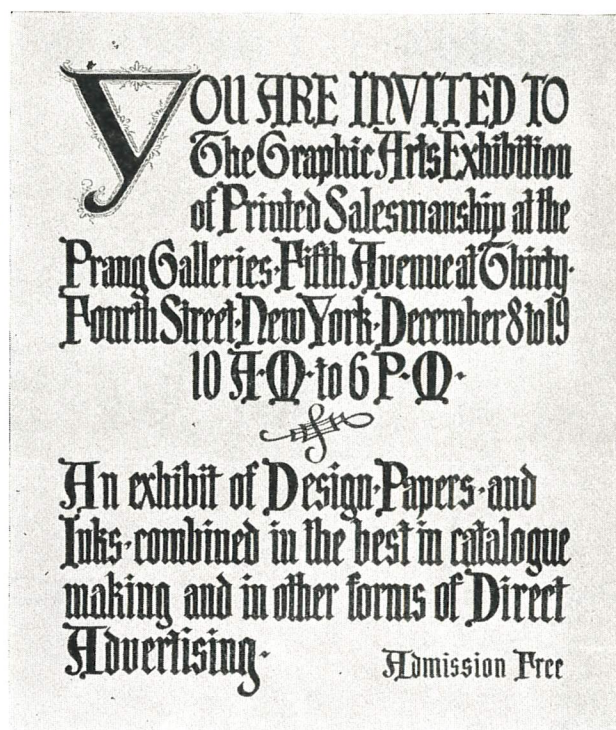 YOU ARE INVITED TO
The Graphic Arts Exhibition
of Printed Salesmanship at the
Prang Galleries · Fifth Avenue at Thirty-
Fourth Street · New York · December 8 to 19
10 A·M· to 6 P·M·
An exhibit of Design · Papers · and
Inks · combined in the best in catalogue
making and in other forms of Direct
Advertising ·
Admission Free